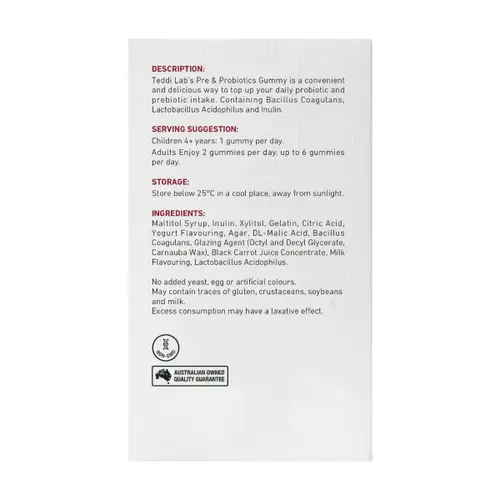 DESCRIPTION:
Teddi Lab's Pre & Probiotics Gummy is a convenient
and delicious way to top up your daily probiotic and
prebiotic intake. Containing Bacillus Coagulans,
Lactobacillus Acidophilus and Inulin.
SERVING SUGGESTION:
Children 4+ years: 1 gummy per day.
Adults Enjoy 2 gummies per day, up to 6 gummies
per day.
STORAGE:
Store below 25°C in a cool place, away from sunlight.
INGREDIENTS:
Maltitol Syrup, Inulin, Xylitol, Gelatin, Citric Acid,
Yogurt Flavouring, Agar, DL-Malic Acid, Bacillus
Coagulans, Glazing Agent (Octyl and Decyl Glycerate,
Carnauba Wax), Black Carrot Juice Concentrate, Milk
Flavouring, Lactobacillus Acidophilus.
No added yeast, egg or artificial colours.
May contain traces of gluten, crustaceans, soybeans
and milk.
Excess consumption may have a laxative effect.
NON-GMO
AUSTRALIAN OWNED
QUALITY GUARANTEE